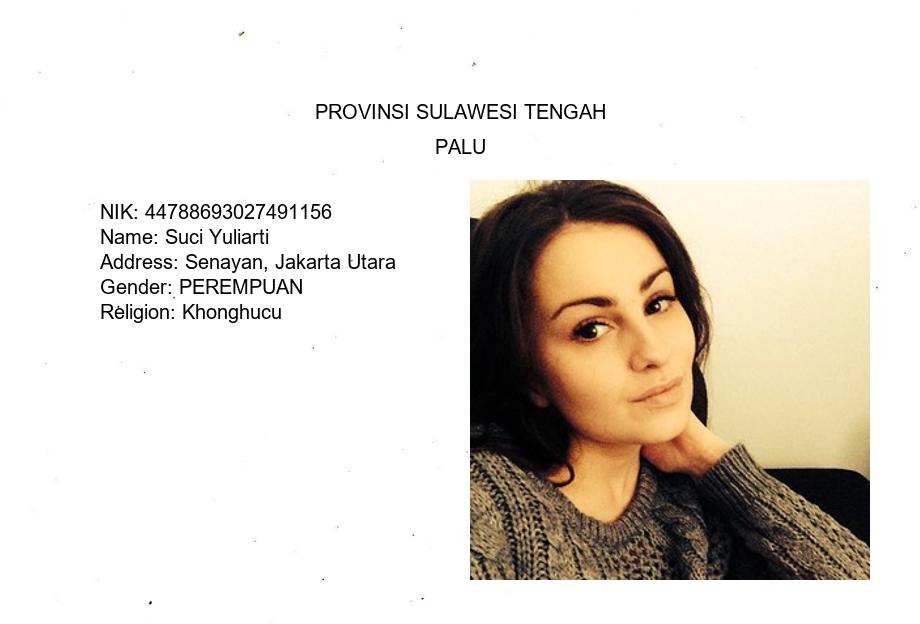 PROVINSI SULAWESI TENGAH
PALU
NIK: 44788693027491156
Name: Suci Yuliarti
Address: Senayan, Jakarta Utara
Gender: PEREMPUAN
Religion: Khonghucu